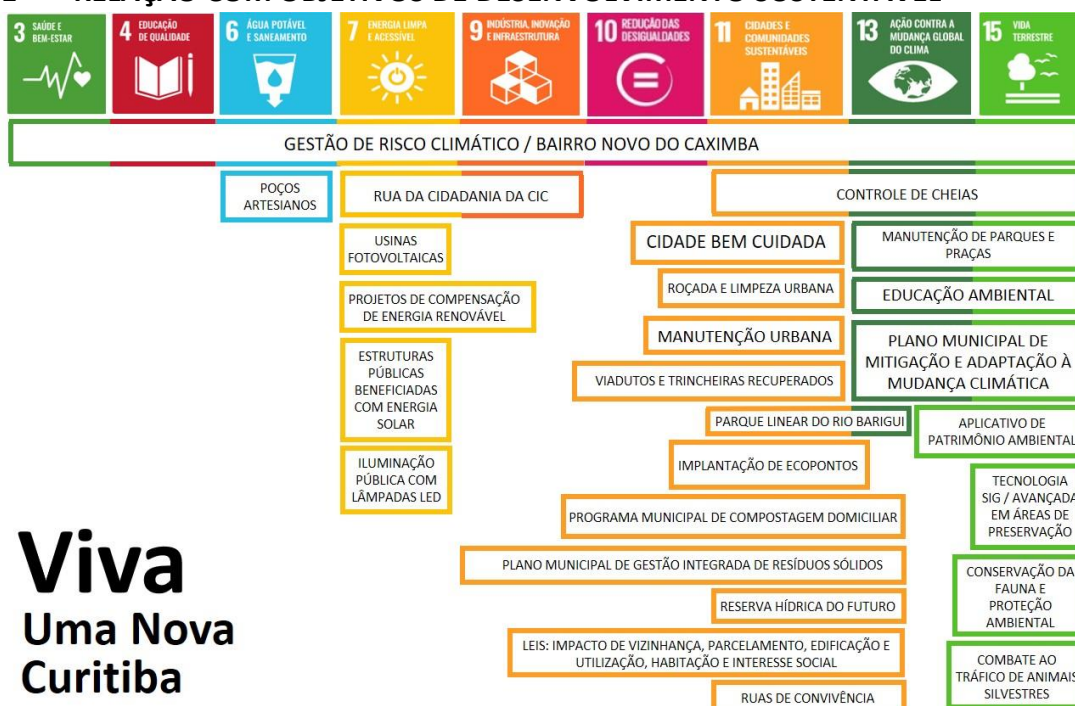 RELAÇÃO COM OBJETIVOS DE DESENVOLVIMENTO SUSTENTÁVEL
3 SAÚDE E
BEM-ESTAR
4 EDUCAÇÃO
DE QUALIDADE
6 ÁGUA POTÁVEL
E SANEAMENTO
7 ENERGIA LIMPA
E ACESSÍVEL
9 INDÚSTRIA, INOVAÇÃO
E INFRAESTRUTURA
10 REDUÇÃO DAS
DESIGUALDADES
11 CIDADES E
COMUNIDADES
SUSTENTÁVEIS
13 AÇÃO CONTRA A
MUDANÇA GLOBAL
DO CLIMA
15 VIDA
TERRESTRE
GESTÃO DE RISCO CLIMÁTICO / BAIRRO NOVO DO CAXIMBA
POÇOS
ARTESIANOS
RUA DA CIDADANIA DA CIC
CONTROLE DE CHEIAS
USINAS
FOTOVOLTAICAS
CIDADE BEM CUIDADA
MANUTENÇÃO DE PARQUES E
PRAÇAS
PROJETOS DE COMPENSAÇÃO
DE ENERGIA RENOVÁVEL
ROÇADA E LIMPEZA URBANA
EDUCAÇÃO AMBIENTAL
ESTRUTURAS
PÚBLICAS
BENEFICIADAS
COM ENERGIA
SOLAR
MANUTENÇÃO URBANA
PLANO MUNICIPAL DE
MITIGAÇÃO E ADAPTAÇÃO À
MUDANÇA CLIMÁTICA
VIADUTOS E TRINCHEIRAS RECUPERADOS
PARQUE LINEAR DO RIO BARIGUI
APLICATIVO DE
PATRIMÔNIO AMBIENTAL
ILUMINAÇÃO
PÚBLICA COM
LÂMPADAS LED
IMPLANTAÇÃO DE ECOPONTOS
TECNOLOGIA
SIG / AVANÇADA
EM ÁREAS DE
PRESERVAÇÃO
PROGRAMA MUNICIPAL DE COMPOSTAGEM DOMICILIAR
PLANO MUNICIPAL DE GESTÃO INTEGRADA DE RESÍDUOS SÓLIDOS
CONSERVAÇÃO DA
FAUNA E
PROTEÇÃO
AMBIENTAL
RESERVA HÍDRICA DO FUTURO
LEIS: IMPACTO DE VIZINHANÇA, PARCELAMENTO, EDIFICAÇÃO E
UTILIZAÇÃO, HABITAÇÃO E INTERESSE SOCIAL
COMBATE AO
TRÁFICO DE ANIMAIS
SILVESTRES
RUAS DE CONVIVÊNCIA
Viva
Uma Nova
Curitiba